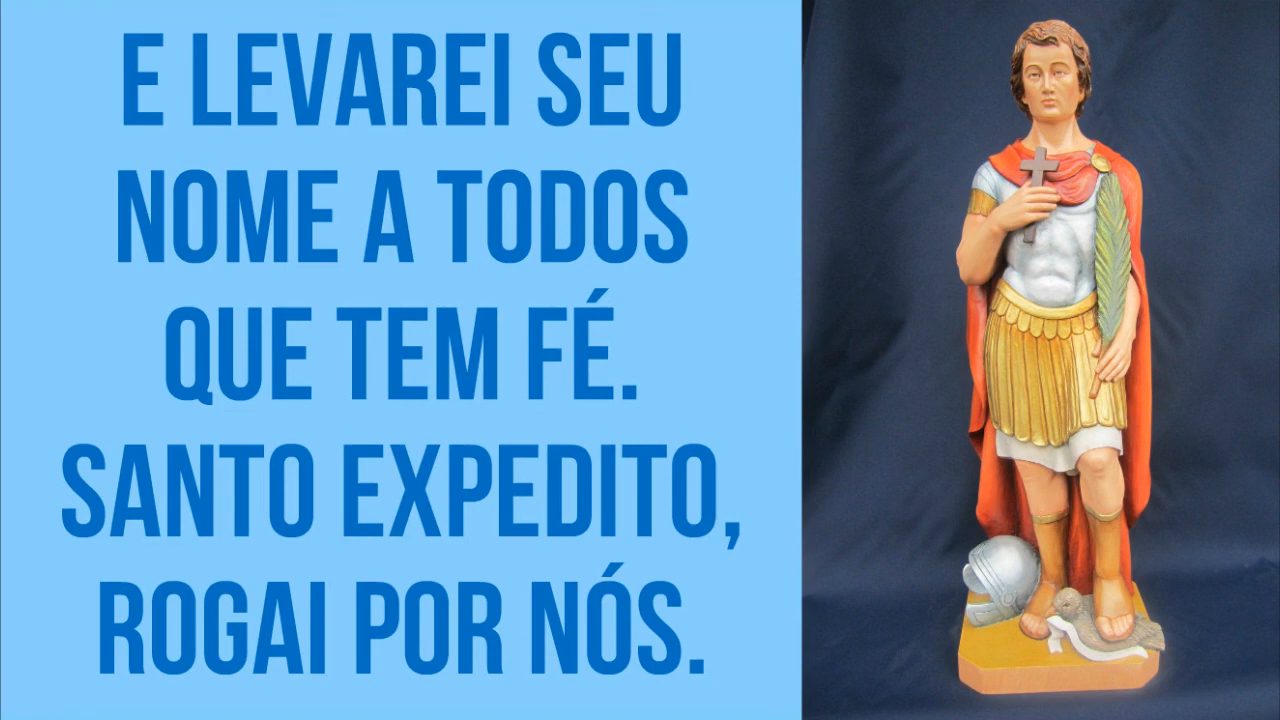 E LEVAREI SEU
NOME A TODOS
QUE TEM FÉ.
SANTO EXPEDITO,
ROGAI POR NÓS.